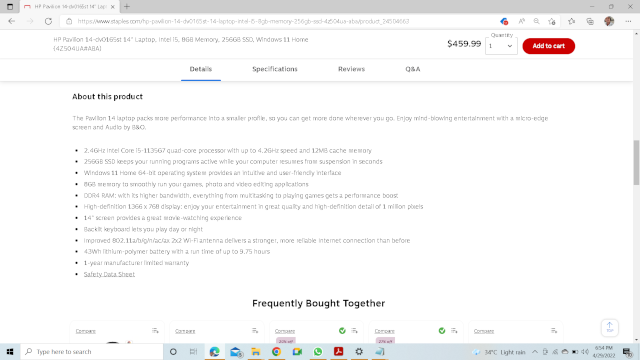 HP Pavilion 14-dv0165st 14" Lap
https://www.staples.com/hp-pavilion-14-dv0165st-14-laptop-intel-i5-8gb-memory-256gb-ssd-4z504ua-aba/product_24504663
HP Pavilion 14-dv0165st 14" Laptop, Intel i5, 8GB Memory, 256GB SSD, Windows 11 Home
(4Z504UA#ABA)
$459.99
Quantity
1
Add to cart
Details
Specifications
Reviews
Q&A
About this product
The Pavilion 14 laptop packs more performance into a smaller profile, so you can get more done wherever you go. Enjoy mind-blowing entertainment with a micro-edge
screen and Audio by B&O.
2.4GHz Intel Core i5-1135G7 quad-core processor with up to 4.2GHz speed and 12MB cache memory
256GB SSD keeps your running programs active while your computer resumes from suspension in seconds
Windows 11 Home 64-bit operating system provides an intuitive and user-friendly interface
8GB memory to smoothly run your games, photo and video editing applications
DDR4 RAM; with its higher bandwidth, everything from multitasking to playing games gets a performance boost
High-definition 1366 x 768 display; enjoy your entertainment in great quality and high-definition detail of 1 million pixels
14" screen provides a great movie-watching experience
Backlit keyboard lets you play day or night
Improved 802.11a/b/g/n/ac/ax 2x2 Wi-Fi antenna delivers a stronger, more reliable internet connection than before
43Wh lithium-polymer battery with a run time of up to 9.75 hours
1-year manufacturer limited warranty
Safety Data Sheet
Frequently Bought Together
Compare
Compare
Compare
Compare
Compare
Top
Type here to search
34°C Light rain
6:54 PM
4/29/2022